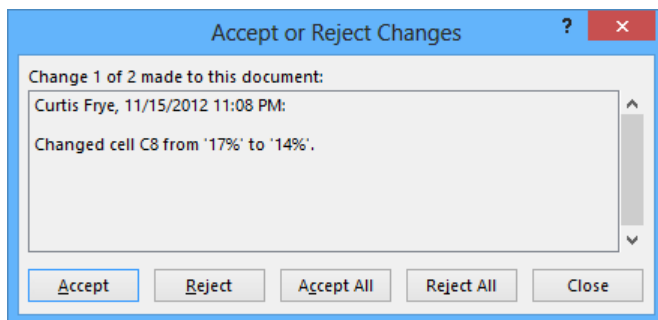 Accept or Reject Changes
?
×
Change 1 of 2 made to this document:
Curtis Frye, 11/15/2012 11:08 PM:
Changed cell C8 from '17%' to '14%'.
Accept Reject Accept All Reject All Close